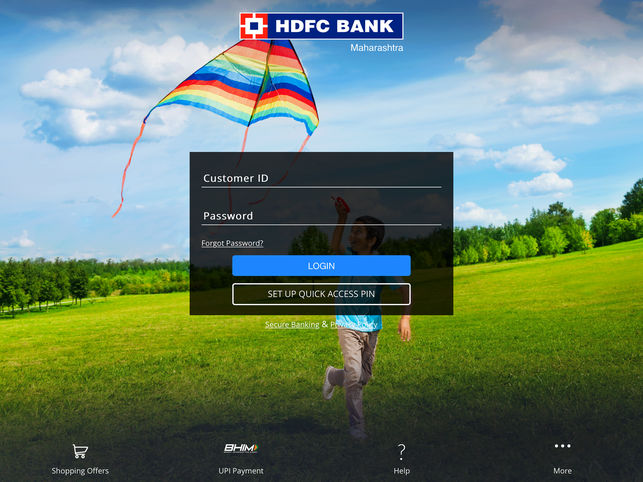 HDFC BANK
Maharashtra
Customer ID
Password
Forgot Password?
LOGIN
SET UP QUICK ACCESS PIN
Secure Banking & Privacy Policy
Shopping Offers
BHIM
UPI Payment
?
Help
More